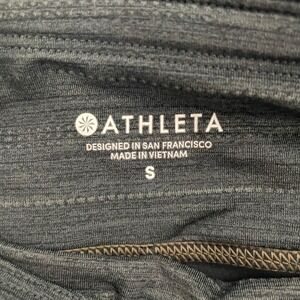 ATHLETA
DESIGNED IN SAN FRANCISCO
MADE IN VIETNAM
S